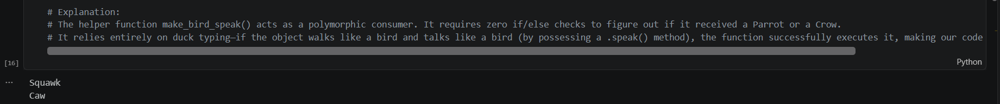 # Explanation:
# The helper function make_bird_speak() acts as a polymorphic consumer. It requires zero if/else checks to figure out if it received a Parrot or a Crow.
# It relies entirely on duck typing—if the object walks like a bird and talks like a bird (by possessing a .speak() method), the function successfully executes it, making our code
[16]
Python
...
Squawk
Caw